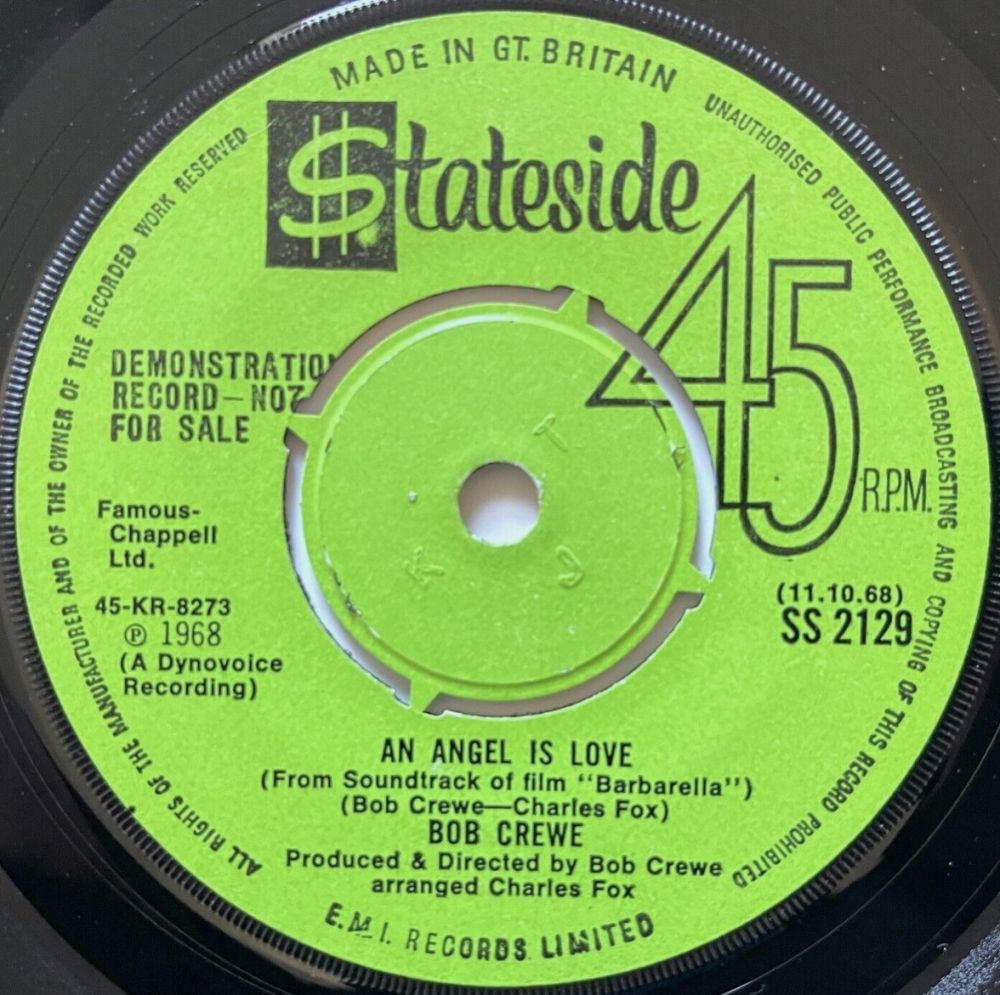 MADE IN GT. BRITAIN
UNAUTHORISED PUBLIC PERFORMANCE BROADCASTING AND COPYING OF THIS RECORD PROHIBITED
ALL RIGHTS OF THE MANUFACTURER AND OF THE OWNER OF THE RECORDED WORK RESERVED
$tateside
45 R.P.M.
DEMONSTRATION
RECORD — NOT
FOR SALE
T
K
9
Famous-
Chappell
Ltd.
45-KR-8273
℗ 1968
(A Dynovoice
Recording)
(11.10.68)
SS 2129
AN ANGEL IS LOVE
(From Soundtrack of film "Barbarella")
(Bob Crewe—Charles Fox)
BOB CREWE
Produced & Directed by Bob Crewe
arranged Charles Fox
E.M.I. RECORDS LIMITED